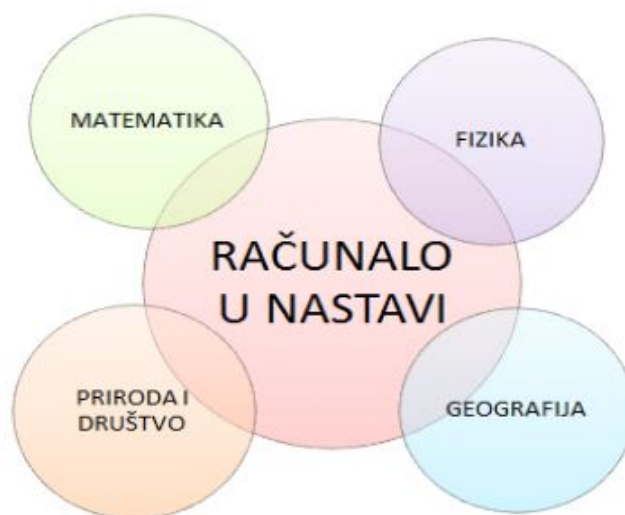 MATEMATIKA
FIZIKA
RAČUNALO
U NASTAVI
PRIRODA I
DRUŠTVO
GEOGRAFIJA